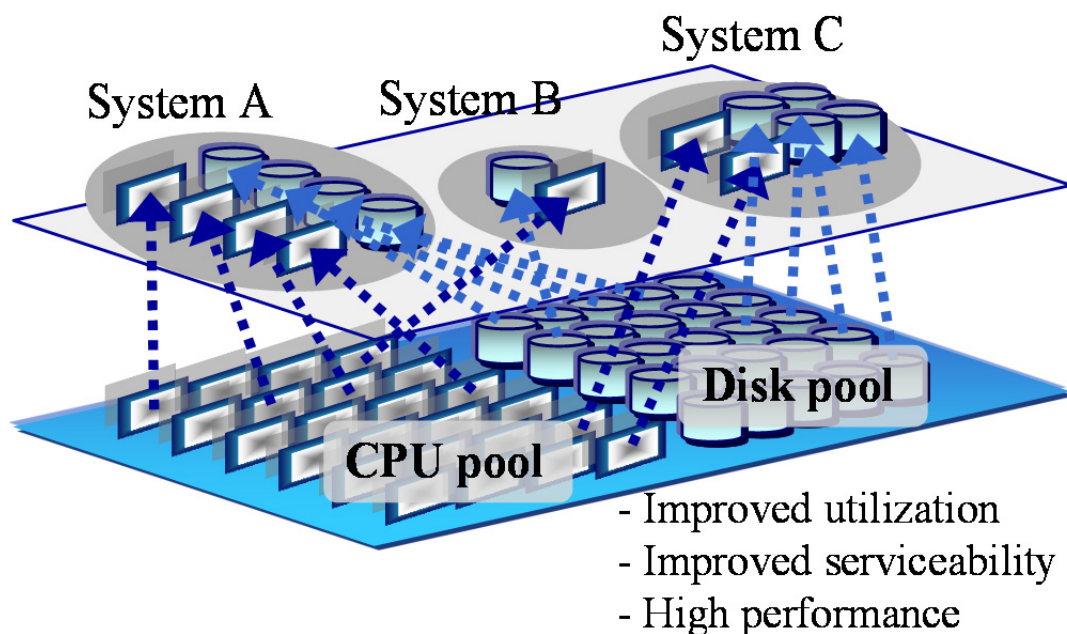 System A
System B
System C
Disk pool
CPU pool
- Improved utilization
- Improved serviceability
- High performance